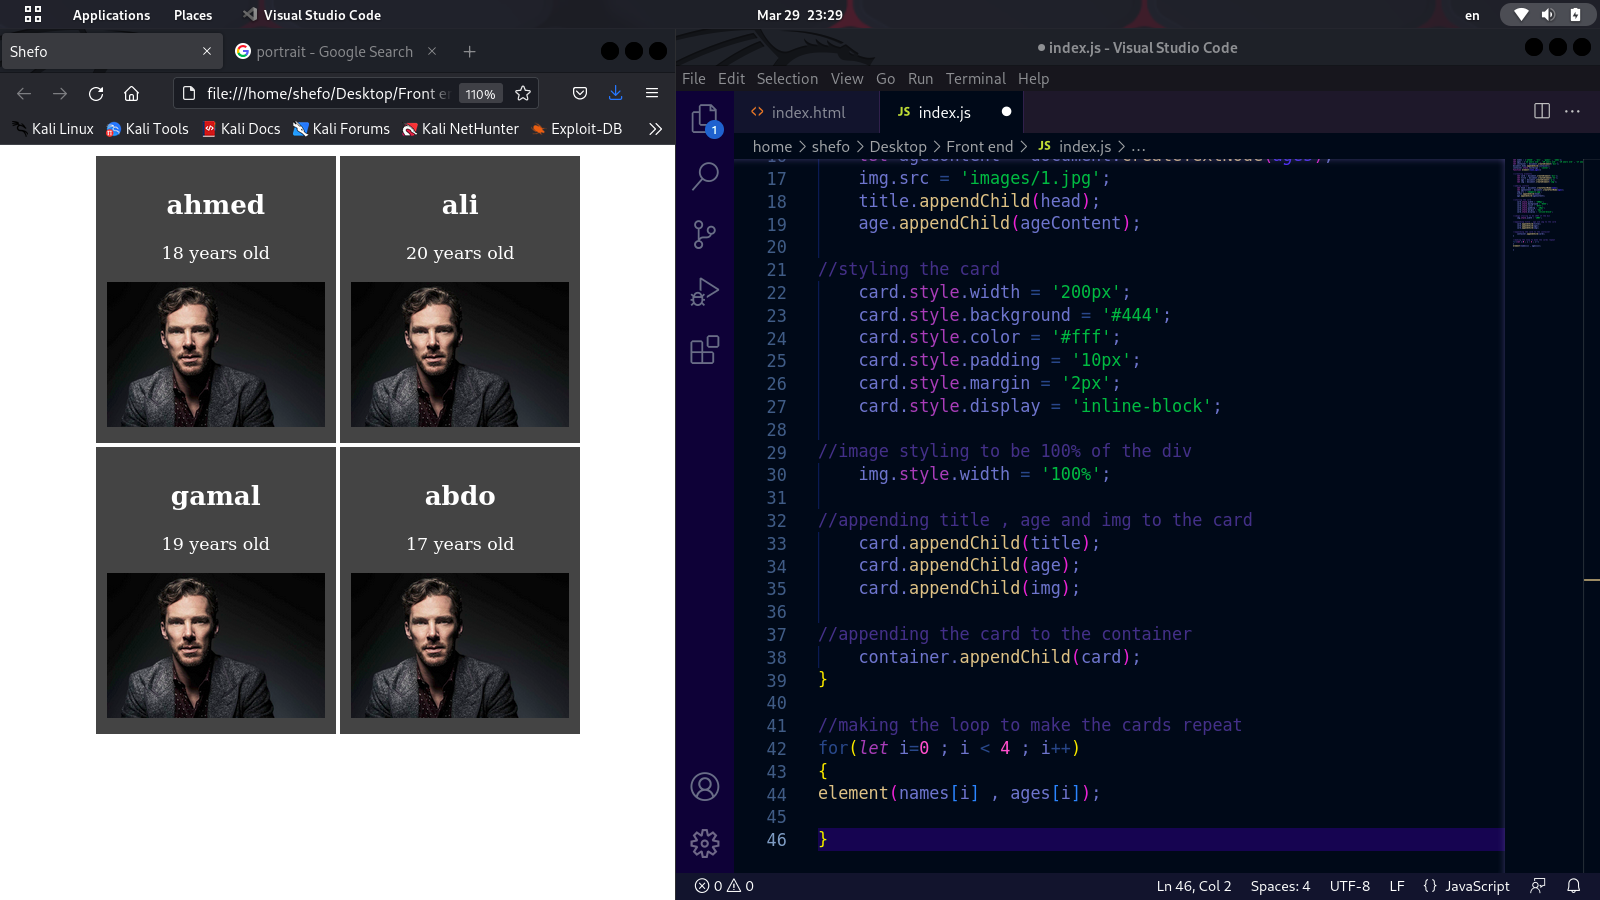 Applications Places Visual Studio Code Mar 29 23:29 en
Shefo portrait - Google Search
file:///home/shefo/Desktop/Front e 110%
Kali Linux Kali Tools Kali Docs Kali Forums Kali NetHunter Exploit-DB
ahmed
18 years old
ali
20 years old
gamal
19 years old
abdo
17 years old
index.js - Visual Studio Code
File Edit Selection View Go Run Terminal Help
1
index.html JS index.js
home > shefo > Desktop > Front end > JS index.js > ...
16 let ageContent = document.createTextNode(ages);
17 img.src = 'images/1.jpg';
18 title.appendChild(head);
19 age.appendChild(ageContent);
20
21 //styling the card
22 card.style.width = '200px';
23 card.style.background = '#444';
24 card.style.color = '#fff';
25 card.style.padding = '10px';
26 card.style.margin = '2px';
27 card.style.display = 'inline-block';
28
29 //image styling to be 100% of the div
30 img.style.width = '100%';
31
32 //appending title , age and img to the card
33 card.appendChild(title);
34 card.appendChild(age);
35 card.appendChild(img);
36
37 //appending the card to the container
38 container.appendChild(card);
39 }
40
41 //making the loop to make the cards repeat
42 for(let i=0 ; i < 4 ; i++)
43 {
44 element(names[i] , ages[i]);
45
46 }
0 0 Ln 46, Col 2 Spaces: 4 UTF-8 LF {} JavaScript